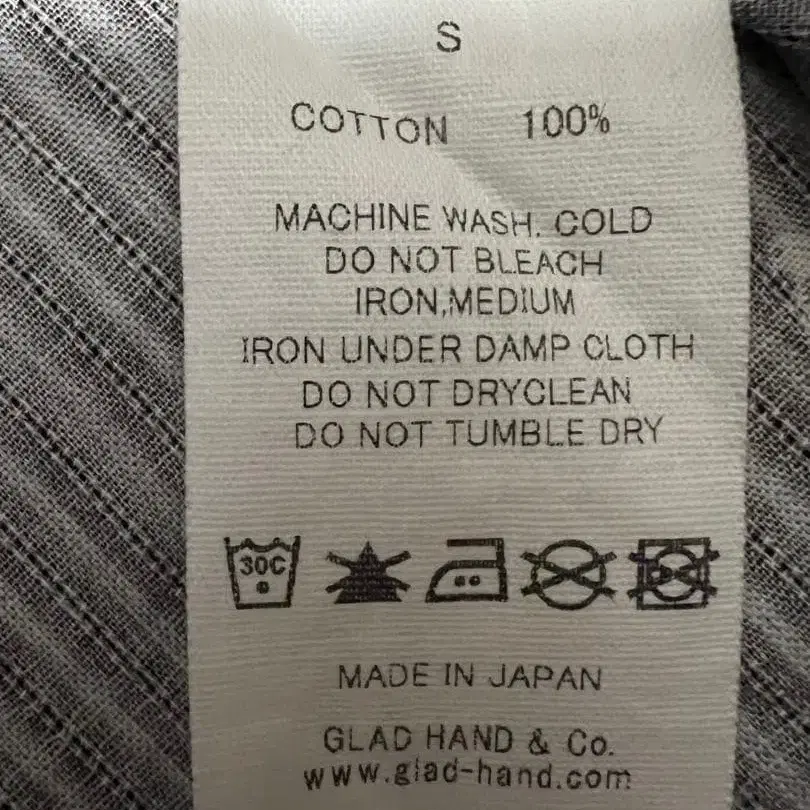 S
COTTON 100%
MACHINE WASH. COLD
DO NOT BLEACH
IRON,MEDIUM
IRON UNDER DAMP CLOTH
DO NOT DRYCLEAN
DO NOT TUMBLE DRY
30C
MADE IN JAPAN
GLAD HAND & Co.
www.glad-hand.com